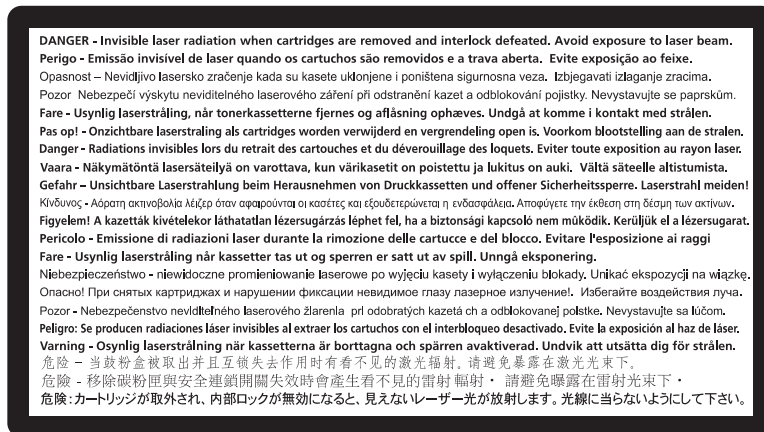 DANGER - Invisible laser radiation when cartridges are removed and interlock defeated. Avoid exposure to laser beam.
Perigo - Emissão invisível de laser quando os cartuchos são removidos e a trava aberta. Evite exposição ao feixe.
Opasnost – Nevidljivo lasersko zračenje kada su kasete uklonjene i poništena sigurnosna veza. Izbjegavati izlaganje zracima.
Pozor Nebezpečí výskytu neviditelného laserového záření při odstranění kazet a odblokování pojistky. Nevystavujte se paprskům.
Fare - Usynlig laserstråling, når tonerkassetterne fjernes og aflåsning ophæves. Undgå at komme i kontakt med strålen.
Pas op! - Onzichtbare laserstraling als cartridges worden verwijderd en vergrendeling open is. Voorkom blootstelling aan de stralen.
Danger - Radiations invisibles lors du retrait des cartouches et du déverouillage des loquets. Eviter toute exposition au rayon laser.
Vaara - Näkymätöntä lasersäteilyä on varottava, kun värikasetit on poistettu ja lukitus on auki. Vältä säteelle altistumista.
Gefahr – Unsichtbare Laserstrahlung beim Herausnehmen von Druckkassetten und offener Sicherheitssperre. Laserstrahl meiden!
Κίνδυνος - Αόρατη ακτινοβολία λέιζερ όταν αφαιρούνται οι κασέτες και εξουδετερώνεται η ενδασφάλεια. Αποφύγετε την έκθεση στη δέσμη των ακτίνων.
Figyelem! A kazetták kivételekor láthatatlan lézersugárzás léphet fel, ha a biztonsági kapcsoló nem működik. Kerüljük el a lézersugarat.
Pericolo - Emissione di radiazioni laser durante la rimozione delle cartucce e del blocco. Evitare l'esposizione ai raggi
Fare - Usynlig laserstråling når kassetter tas ut og sperren er satt ut av spill. Unngå eksponering.
Niebezpieczeństwo - niewidoczne promieniowanie laserowe po wyjęciu kasety i wyłączeniu blokady. Unikać ekspozycji na wiązkę.
Опасно! При снятых картриджах и нарушении фиксации невидимое глазу лазерное излучение!. Избегайте воздействия луча.
Pozor - Nebezpečenstvo neviditeľného laserového žiarenia pri odobratých kazetá ch a odblokovanej poistke. Nevystavujte sa lúčom.
Peligro: Se producen radiaciones láser invisibles al extraer los cartuchos con el interbloqueo desactivado. Evite la exposición al haz de láser.
Varning - Osynlig laserstrålning när kassetterna är borttagna och spärren avaktiverad. Undvik att utsätta dig för strålen.
危险 – 当鼓粉盒被取出并且互锁失去作用时有看不见的激光辐射. 请避免暴露在激光光束下.
危險 - 移除碳粉匣與安全連鎖開關失效時會產生看不見的雷射 輻射・ 請避免曝露在雷射光束下・
危険:カートリッジが取外され、内部ロックが無効になると、見えないレーザー光が放射します。光線に当らないようにして下さい。